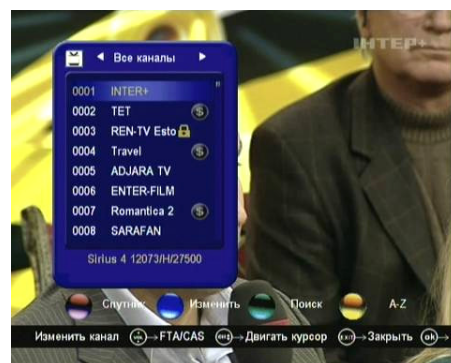 ІНТЕР+
Все каналы
0001 INTER+
0002 TET $
0003 REN-TV Esto
0004 Travel $
0005 ADJARA TV
0006 ENTER-FILM
0007 Romantica 2 $
0008 SARAFAN
Sirius 4 12073/H/27500
Спутник Изменить Поиск A-Z
Изменить канал →FTA/CAS →Двигать курсор EXIT→Закрыть ok→